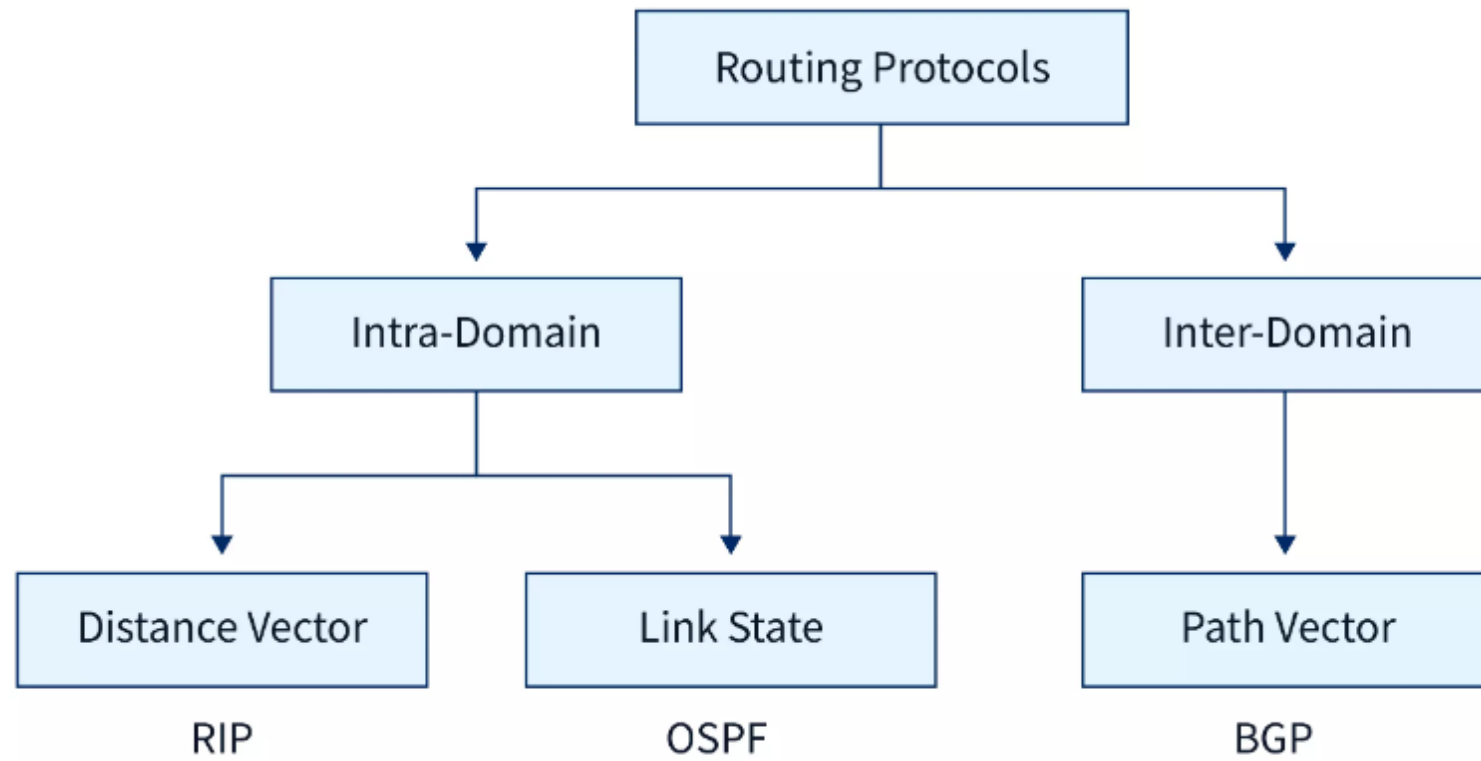 Routing Protocols
Intra-Domain
Inter-Domain
Distance Vector
Link State
Path Vector
RIP
OSPF
BGP